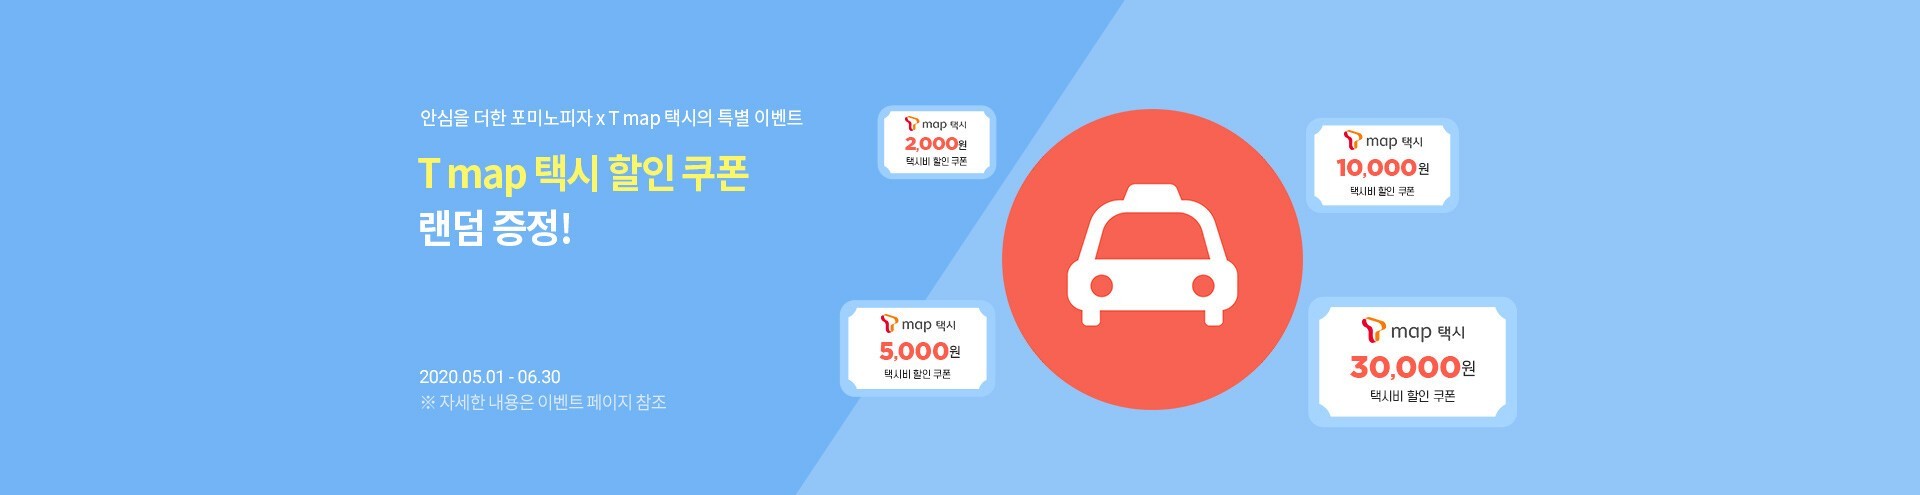 안심을 더한 포미노피자 x T map 택시의 특별 이벤트
T map 택시 할인 쿠폰
랜덤 증정!
2020.05.01 - 06.30
※ 자세한 내용은 이벤트 페이지 참조
T map 택시
2,000원
택시비 할인 쿠폰
T map 택시
5,000원
택시비 할인 쿠폰
T map 택시
10,000원
택시비 할인 쿠폰
T map 택시
30,000원
택시비 할인 쿠폰